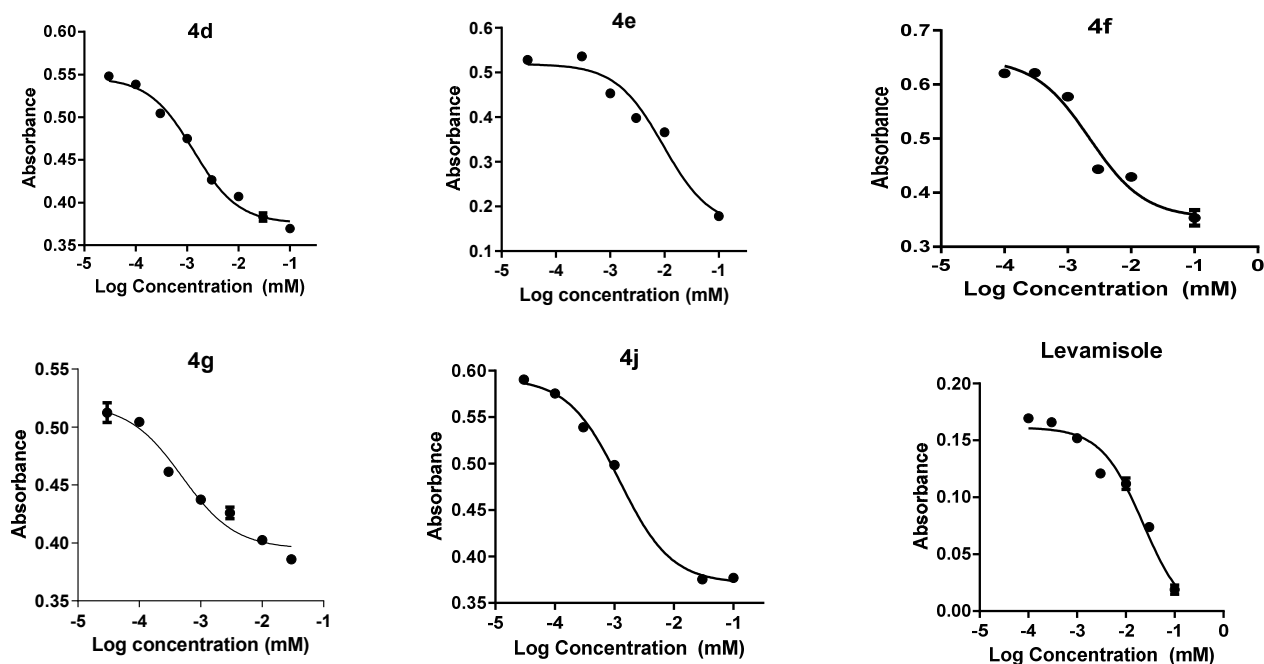 4d
0.60
0.55
0.50
0.45
0.40
0.35
Absorbance
-5 -4 -3 -2 -1
Log Concentration (mM)
4e
0.6
0.5
0.4
0.3
0.2
0.1
Absorbance
-5 -4 -3 -2 -1
Log concentration (mM)
4f
0.7
0.6
0.5
0.4
0.3
Absorbance
-5 -4 -3 -2 -1 0
Log Concentration (mM)
4g
0.55
0.50
0.45
0.40
0.35
Absorbance
-5 -4 -3 -2 -1
Log concentration (mM)
4j
0.60
0.55
0.50
0.45
0.40
0.35
Absorbance
-5 -4 -3 -2 -1
Log Concentration (mM)
Levamisole
0.20
0.15
0.10
0.05
0.00
Absorbance
-5 -4 -3 -2 -1 0
Log Concentration (mM)